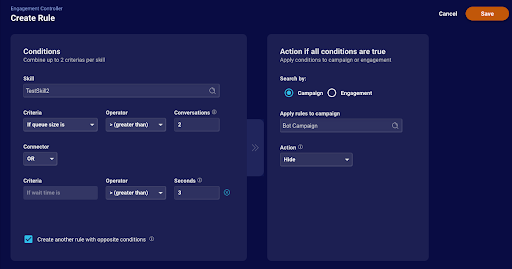 Engagement Controller
Create Rule
Cancel
Save
Conditions
Combine up to 2 criterias per skill
Skill
TestSkill2
Criteria
Operator
Conversations
If queue size is
> (greater than)
2
Connector
OR
Criteria
Operator
Seconds
If wait time is
> (greater than)
3
Create another rule with opposite conditions
Action if all conditions are true
Apply conditions to campaign or engagement
Search by:
Campaign
Engagement
Apply rules to campaign
Bot Campaign
Action
Hide